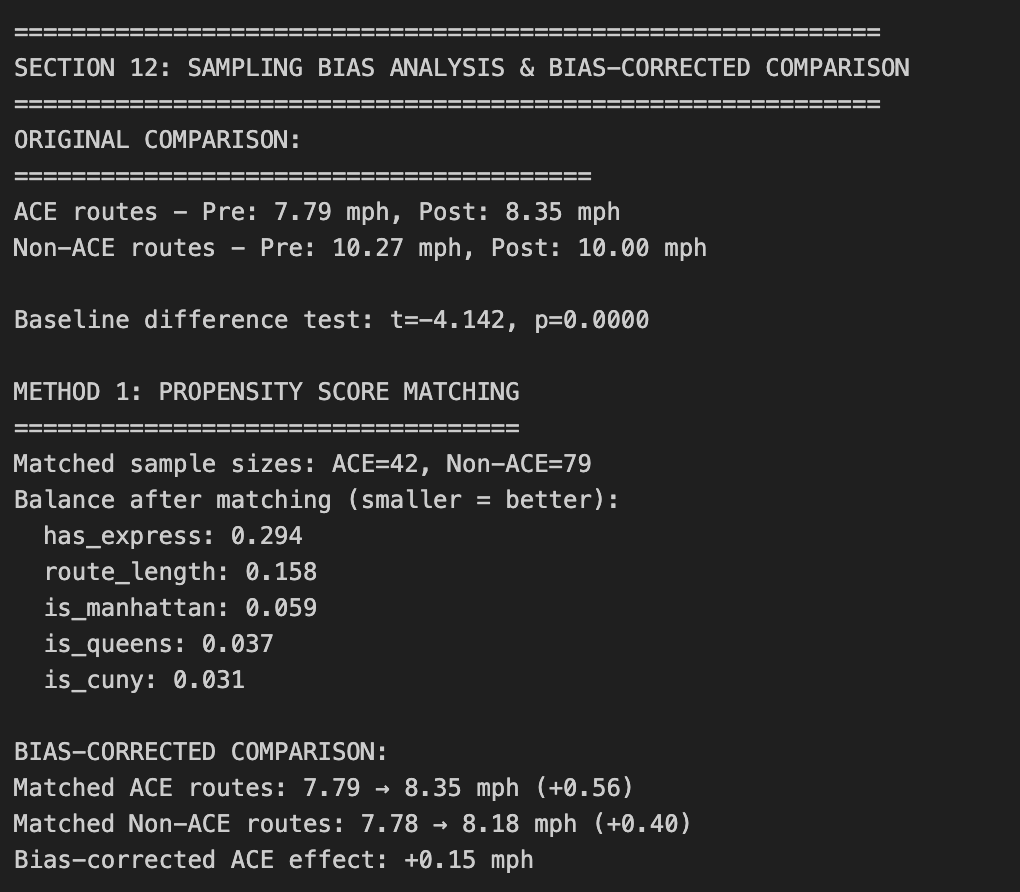 ============================================================
SECTION 12: SAMPLING BIAS ANALYSIS & BIAS-CORRECTED COMPARISON
============================================================
ORIGINAL COMPARISON:
========================================
ACE routes - Pre: 7.79 mph, Post: 8.35 mph
Non-ACE routes - Pre: 10.27 mph, Post: 10.00 mph
Baseline difference test: t=-4.142, p=0.0000
METHOD 1: PROPENSITY SCORE MATCHING
===================================
Matched sample sizes: ACE=42, Non-ACE=79
Balance after matching (smaller = better):
  has_express: 0.294
  route_length: 0.158
  is_manhattan: 0.059
  is_queens: 0.037
  is_cuny: 0.031
BIAS-CORRECTED COMPARISON:
Matched ACE routes: 7.79 → 8.35 mph (+0.56)
Matched Non-ACE routes: 7.78 → 8.18 mph (+0.40)
Bias-corrected ACE effect: +0.15 mph